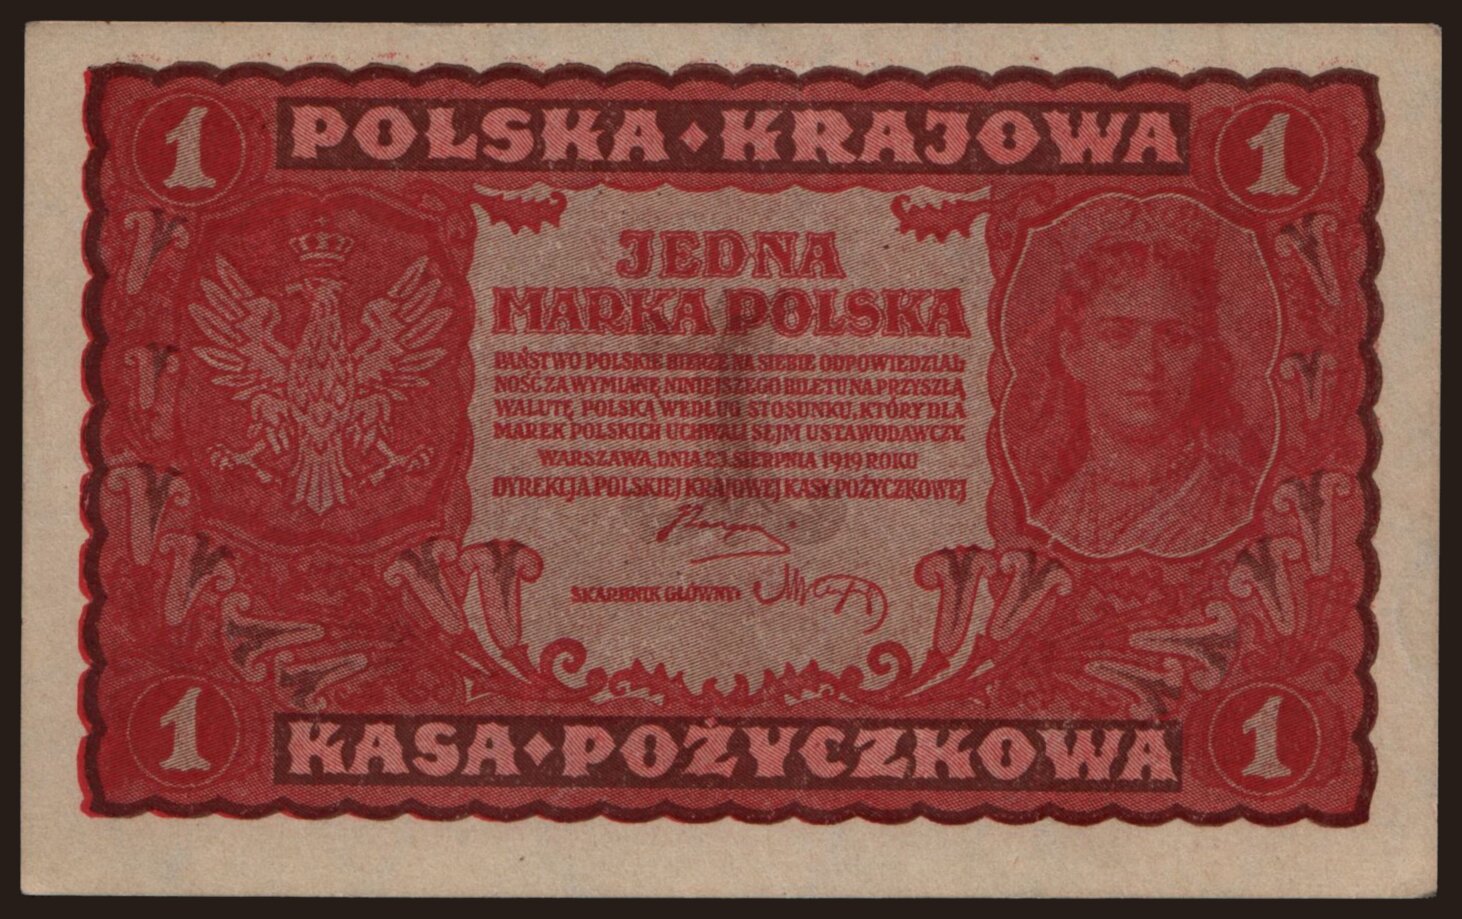 1 POLSKA ♦ KRAJOWA 1
JEDNA
MARKA POLSKA
PAŃSTWO POLSKIE BIERZE NA SIEBIE ODPOWIEDZIAL-
NOŚĆ ZA WYMIANĘ NINIEJSZEGO BILETU NA PRZYSZŁĄ
WALUTĘ POLSKĄ WEDŁUG STOSUNKU, KTÓRY DLA
MAREK POLSKICH UCHWALI SEJM USTAWODAWCZY.
WARSZAWA, DNIA 23 SIERPNIA 1919 ROKU
DYREKCJA POLSKIEJ KRAJOWEJ KASY POŻYCZKOWEJ
SKARBNIK GŁÓWNY:
1 KASA ♦ POŻYCZKOWA 1